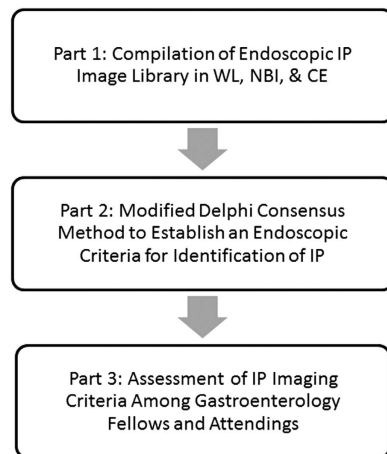 Part 1: Compilation of Endoscopic IP
Image Library in WL, NBI, & CE
Part 2: Modified Delphi Consensus
Method to Establish an Endoscopic
Criteria for Identification of IP
Part 3: Assessment of IP Imaging
Criteria Among Gastroenterology
Fellows and Attendings